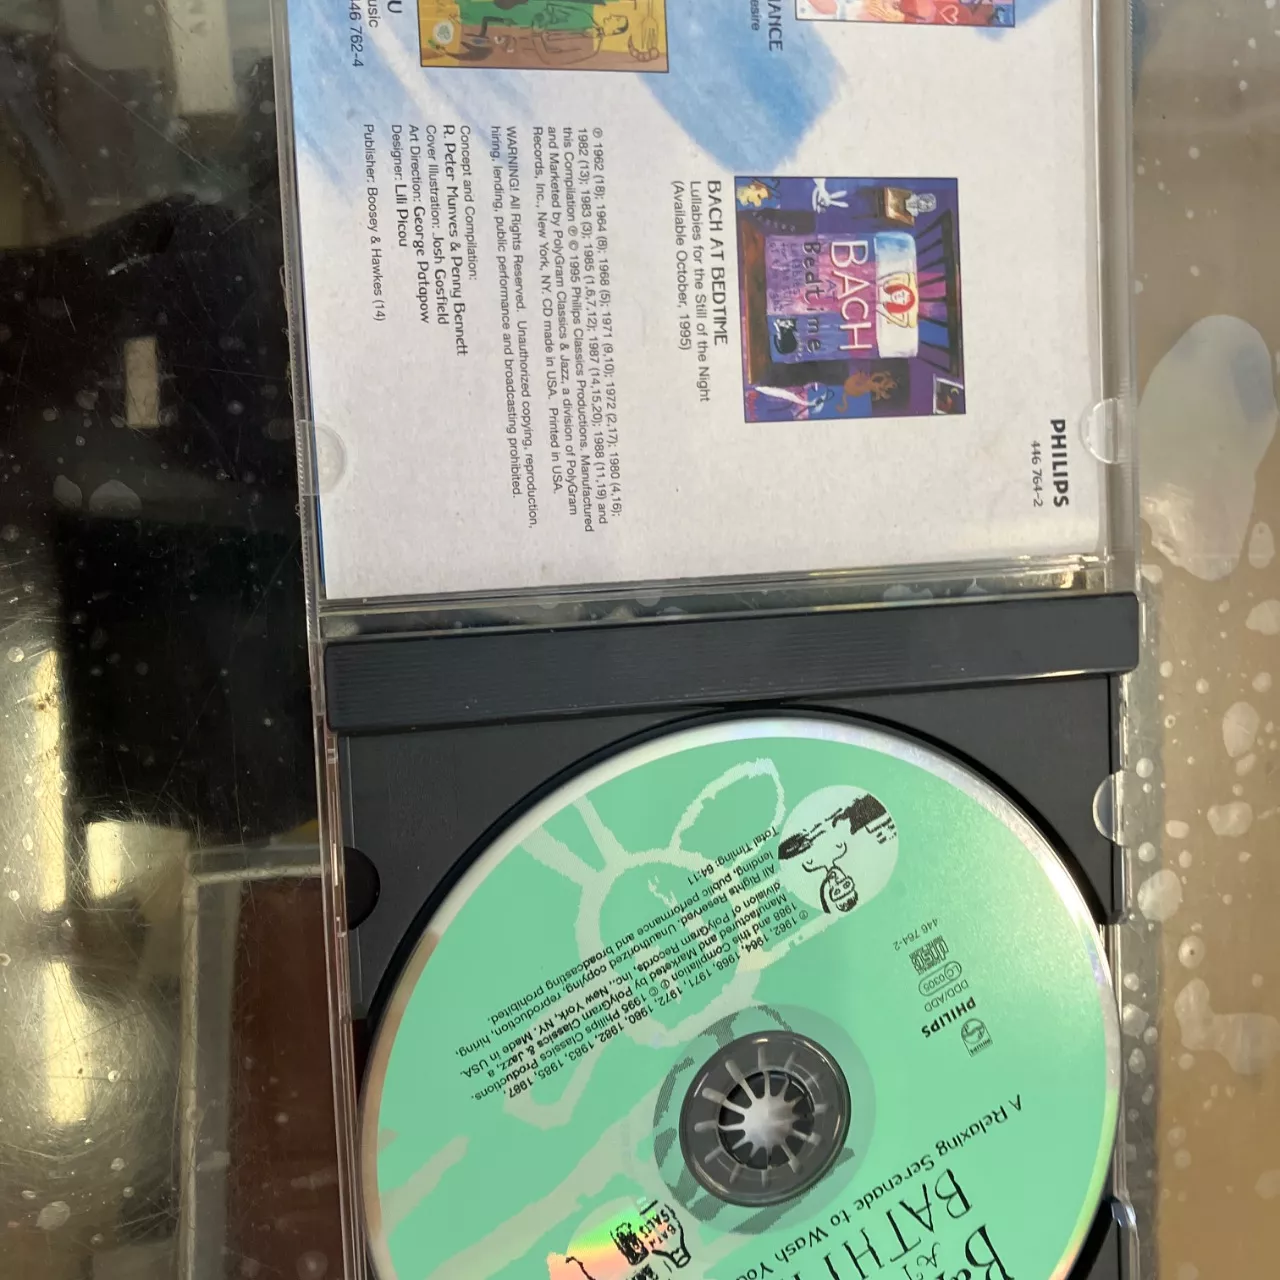 U
usic
46 762-4
MANCE
esire
BACH
Bedtime
BACH AT BEDTIME
Lullabies for the Still of the Night
(Available October, 1995)
℗ 1962 (18); 1964 (8); 1968 (5); 1971 (9,10); 1972 (2,17); 1980 (4,16);
1982 (13); 1983 (3); 1985 (1,6,7,12); 1987 (14,15,20); 1988 (11,19) and
this Compilation ℗ © 1995 Philips Classics Productions. Manufactured
and Marketed by PolyGram Classics & Jazz, a division of PolyGram
Records, Inc., New York, NY. CD made in USA. Printed in USA.
WARNING! All Rights Reserved. Unauthorized copying, reproduction,
hiring, lending, public performance and broadcasting prohibited.
Concept and Compilation:
R. Peter Munves & Penny Bennett
Cover Illustration: Josh Gosfield
Art Direction: George Patapow
Designer: Lili Picou
Publisher: Boosey & Hawkes (14)
PHILIPS
446 764-2
A Relaxing Serenade to Wash You
BATHTI
PHILIPS
PHILIPS
DDD/ADD
LC 0305
446 764-2
℗ 1962, 1964, 1968, 1971, 1972, 1980, 1982, 1983, 1985, 1987,
1988 and this Compilation ℗ © 1995 Philips Classics Productions.
Manufactured and Marketed by PolyGram Classics & Jazz, a
division of PolyGram Records, Inc., New York, NY. Made in USA.
All Rights Reserved. Unauthorized copying, reproduction, hiring,
lending, public performance and broadcasting prohibited.
Total Timing: 64:11
BATH
SALTS